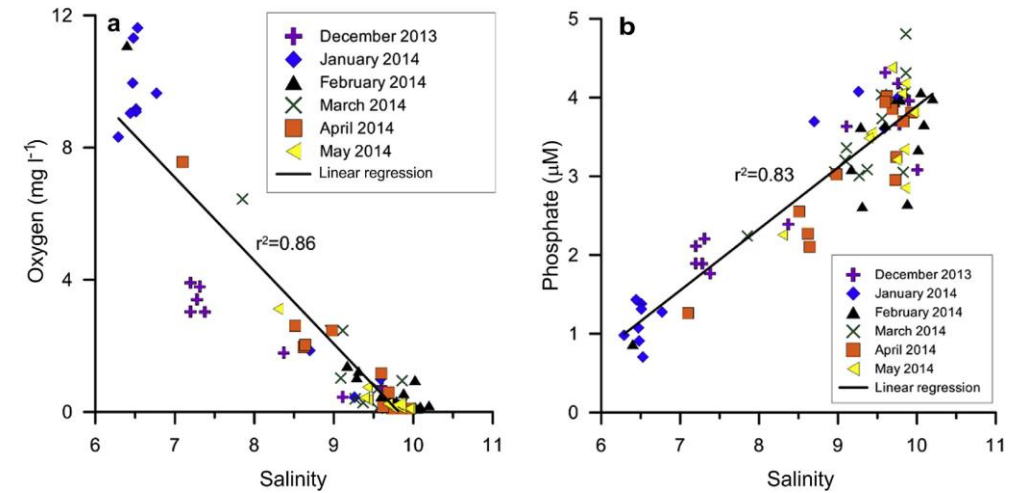 a
12
8
4
0
Oxygen (mg l⁻¹)
December 2013
January 2014
February 2014
March 2014
April 2014
May 2014
Linear regression
r²=0.86
6 7 8 9 10 11
Salinity
b
5
4
3
2
1
0
Phosphate (µM)
r²=0.83
December 2013
January 2014
February 2014
March 2014
April 2014
May 2014
Linear regression
6 7 8 9 10 11
Salinity